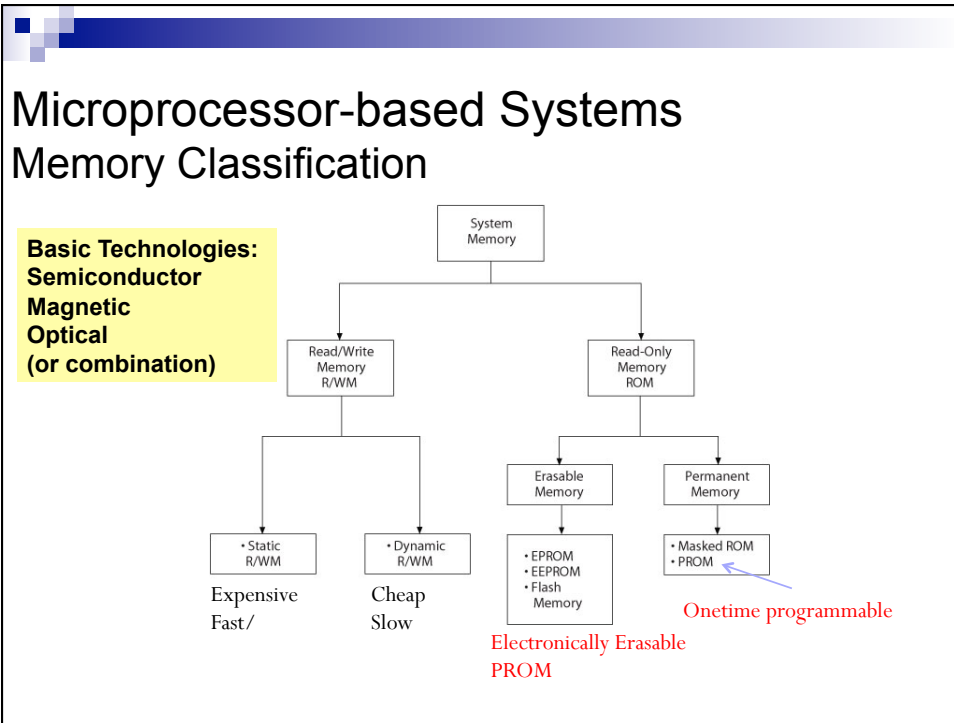 Microprocessor-based Systems
Memory Classification
Basic Technologies:
Semiconductor
Magnetic
Optical
(or combination)
System
Memory
Read/Write
Memory
R/WM
Read-Only
Memory
ROM
Erasable
Memory
Permanent
Memory
• Static
R/WM
• Dynamic
R/WM
• EPROM
• EEPROM
• Flash
Memory
• Masked ROM
• PROM
Expensive
Fast/
Cheap
Slow
Onetime programmable
Electronically Erasable
PROM